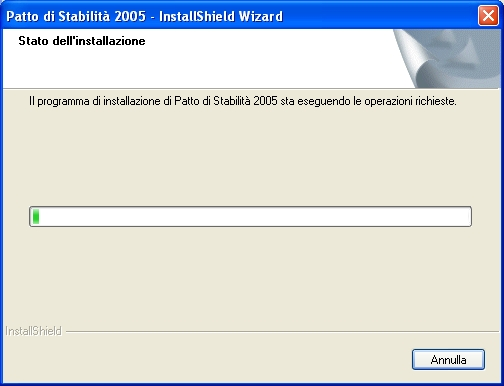 Patto di Stabilità 2005 - InstallShield Wizard
Stato dell'installazione
Il programma di installazione di Patto di Stabilità 2005 sta eseguendo le operazioni richieste.
InstallShield
Annulla